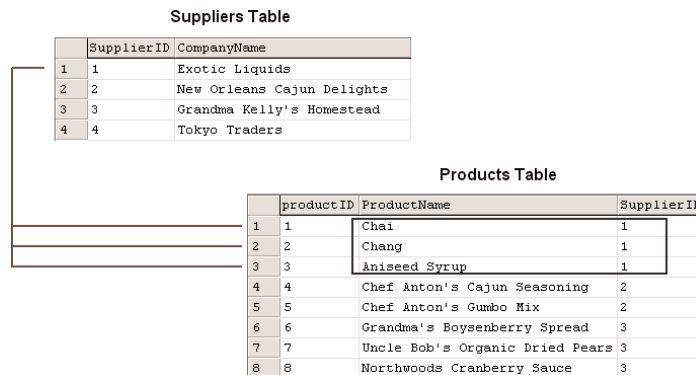 Suppliers Table
SupplierID CompanyName
1 1 Exotic Liquids
2 2 New Orleans Cajun Delights
3 3 Grandma Kelly's Homestead
4 4 Tokyo Traders
Products Table
productID ProductName SupplierID
1 1 Chai 1
2 2 Chang 1
3 3 Aniseed Syrup 1
4 4 Chef Anton's Cajun Seasoning 2
5 5 Chef Anton's Gumbo Mix 2
6 6 Grandma's Boysenberry Spread 3
7 7 Uncle Bob's Organic Dried Pears 3
8 8 Northwoods Cranberry Sauce 3